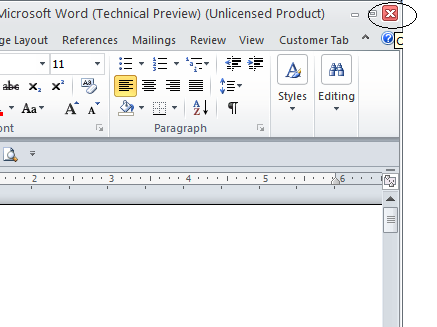 Microsoft Word (Technical Preview) (Unlicensed Product)
ge Layout References Mailings Review View Customer Tab
11
abc x₂ x²
Aa A A
Styles Editing
ont Paragraph
2 3 4 5 6